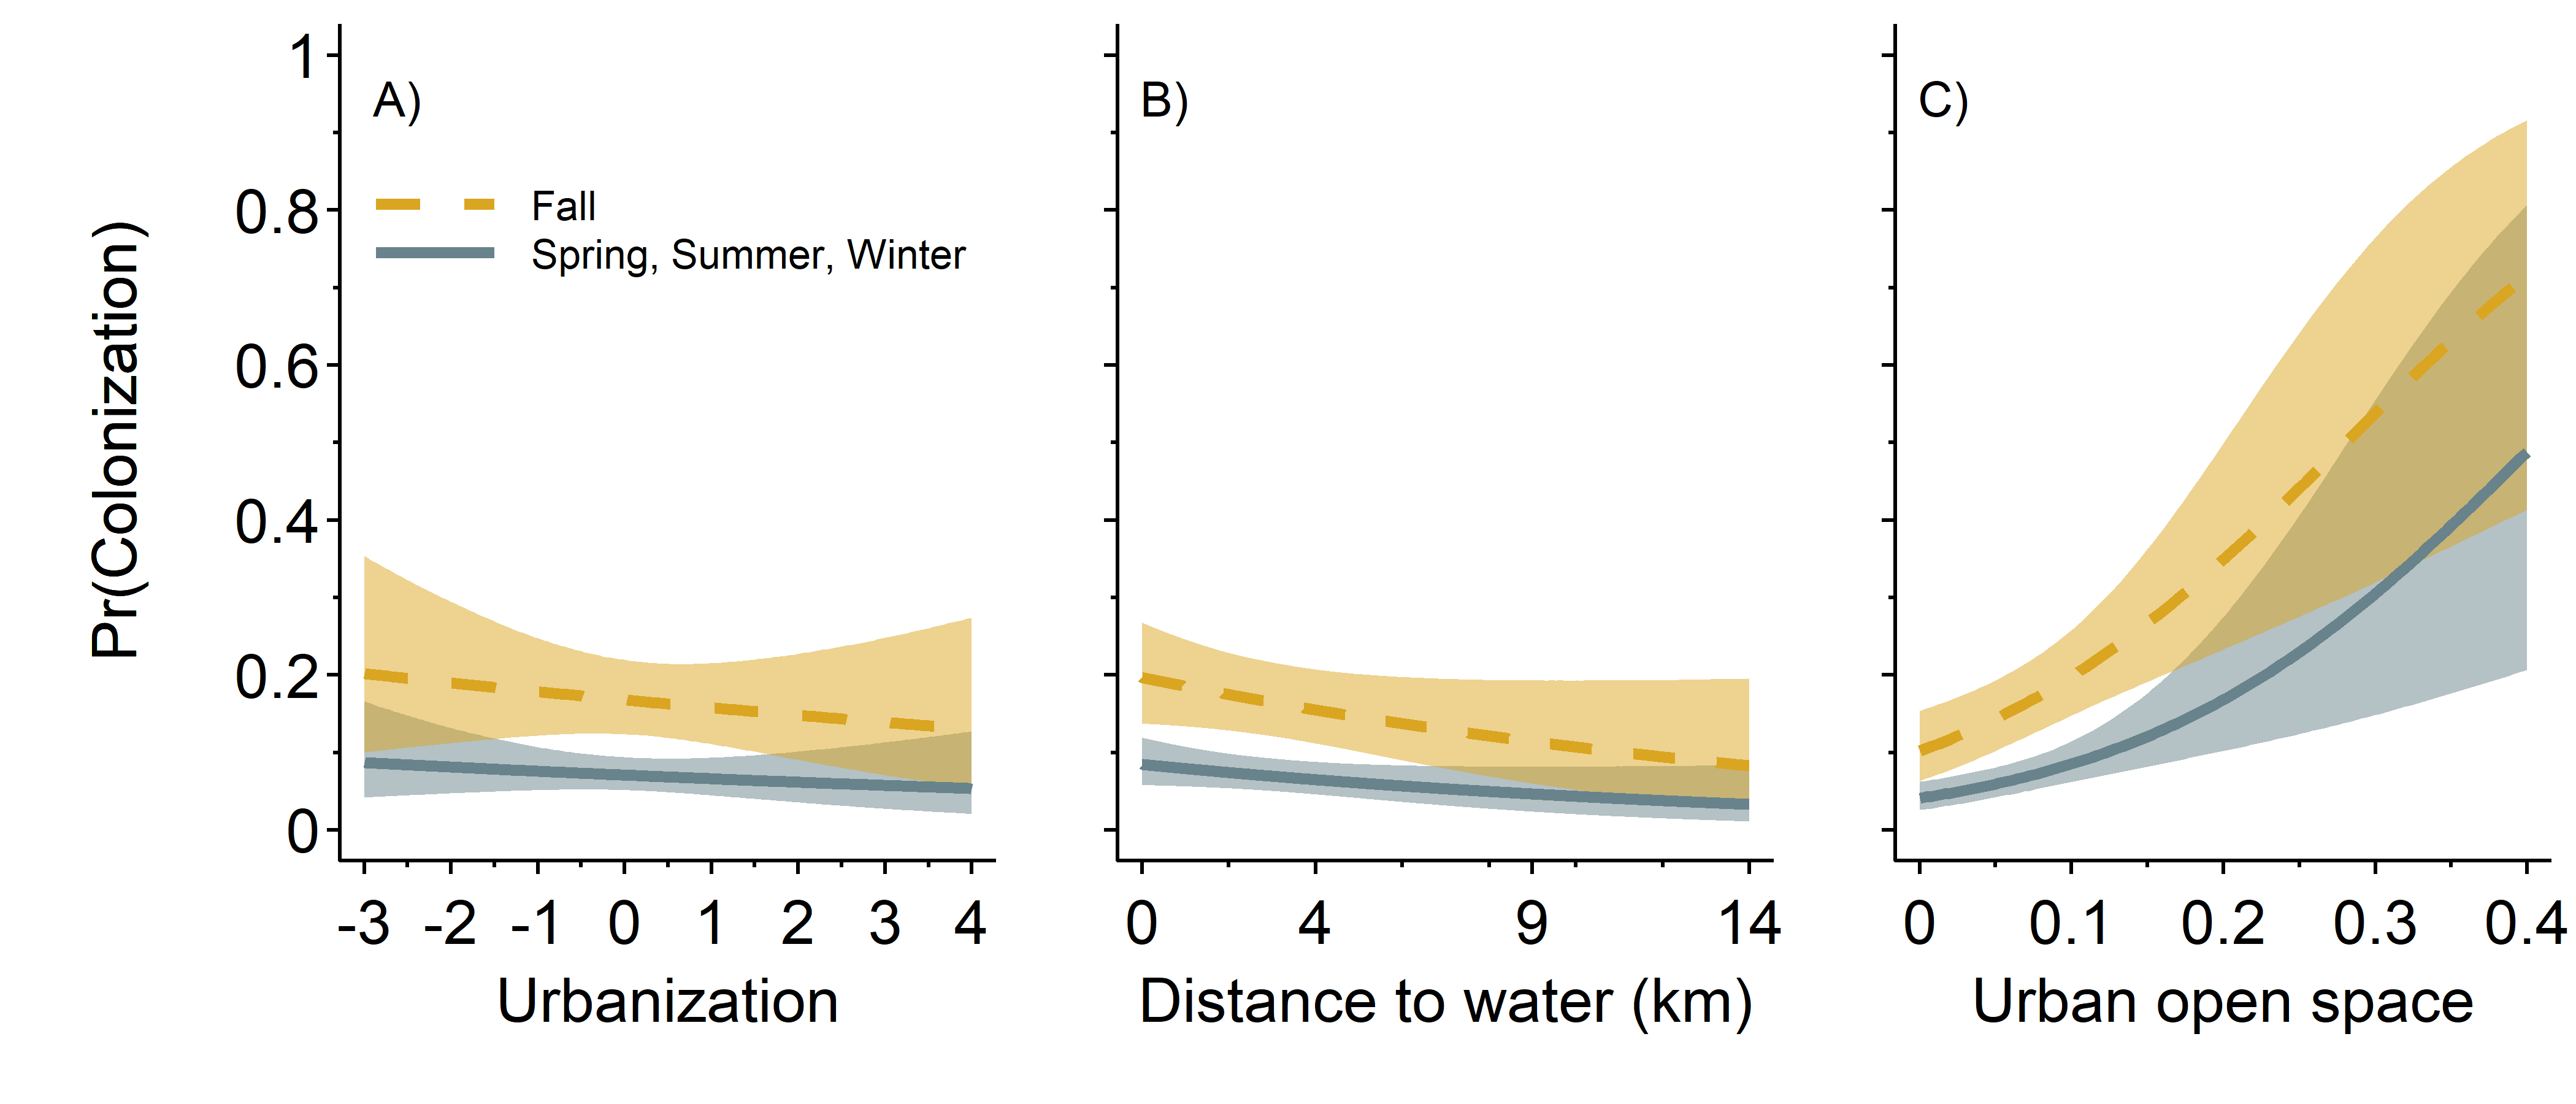 Pr(Colonization)
1
0.8
0.6
0.4
0.2
0
A)
Fall
Spring, Summer, Winter
-3 -2 -1 0 1 2 3 4
Urbanization
B)
0 4 9 14
Distance to water (km)
C)
0 0.1 0.2 0.3 0.4
Urban open space